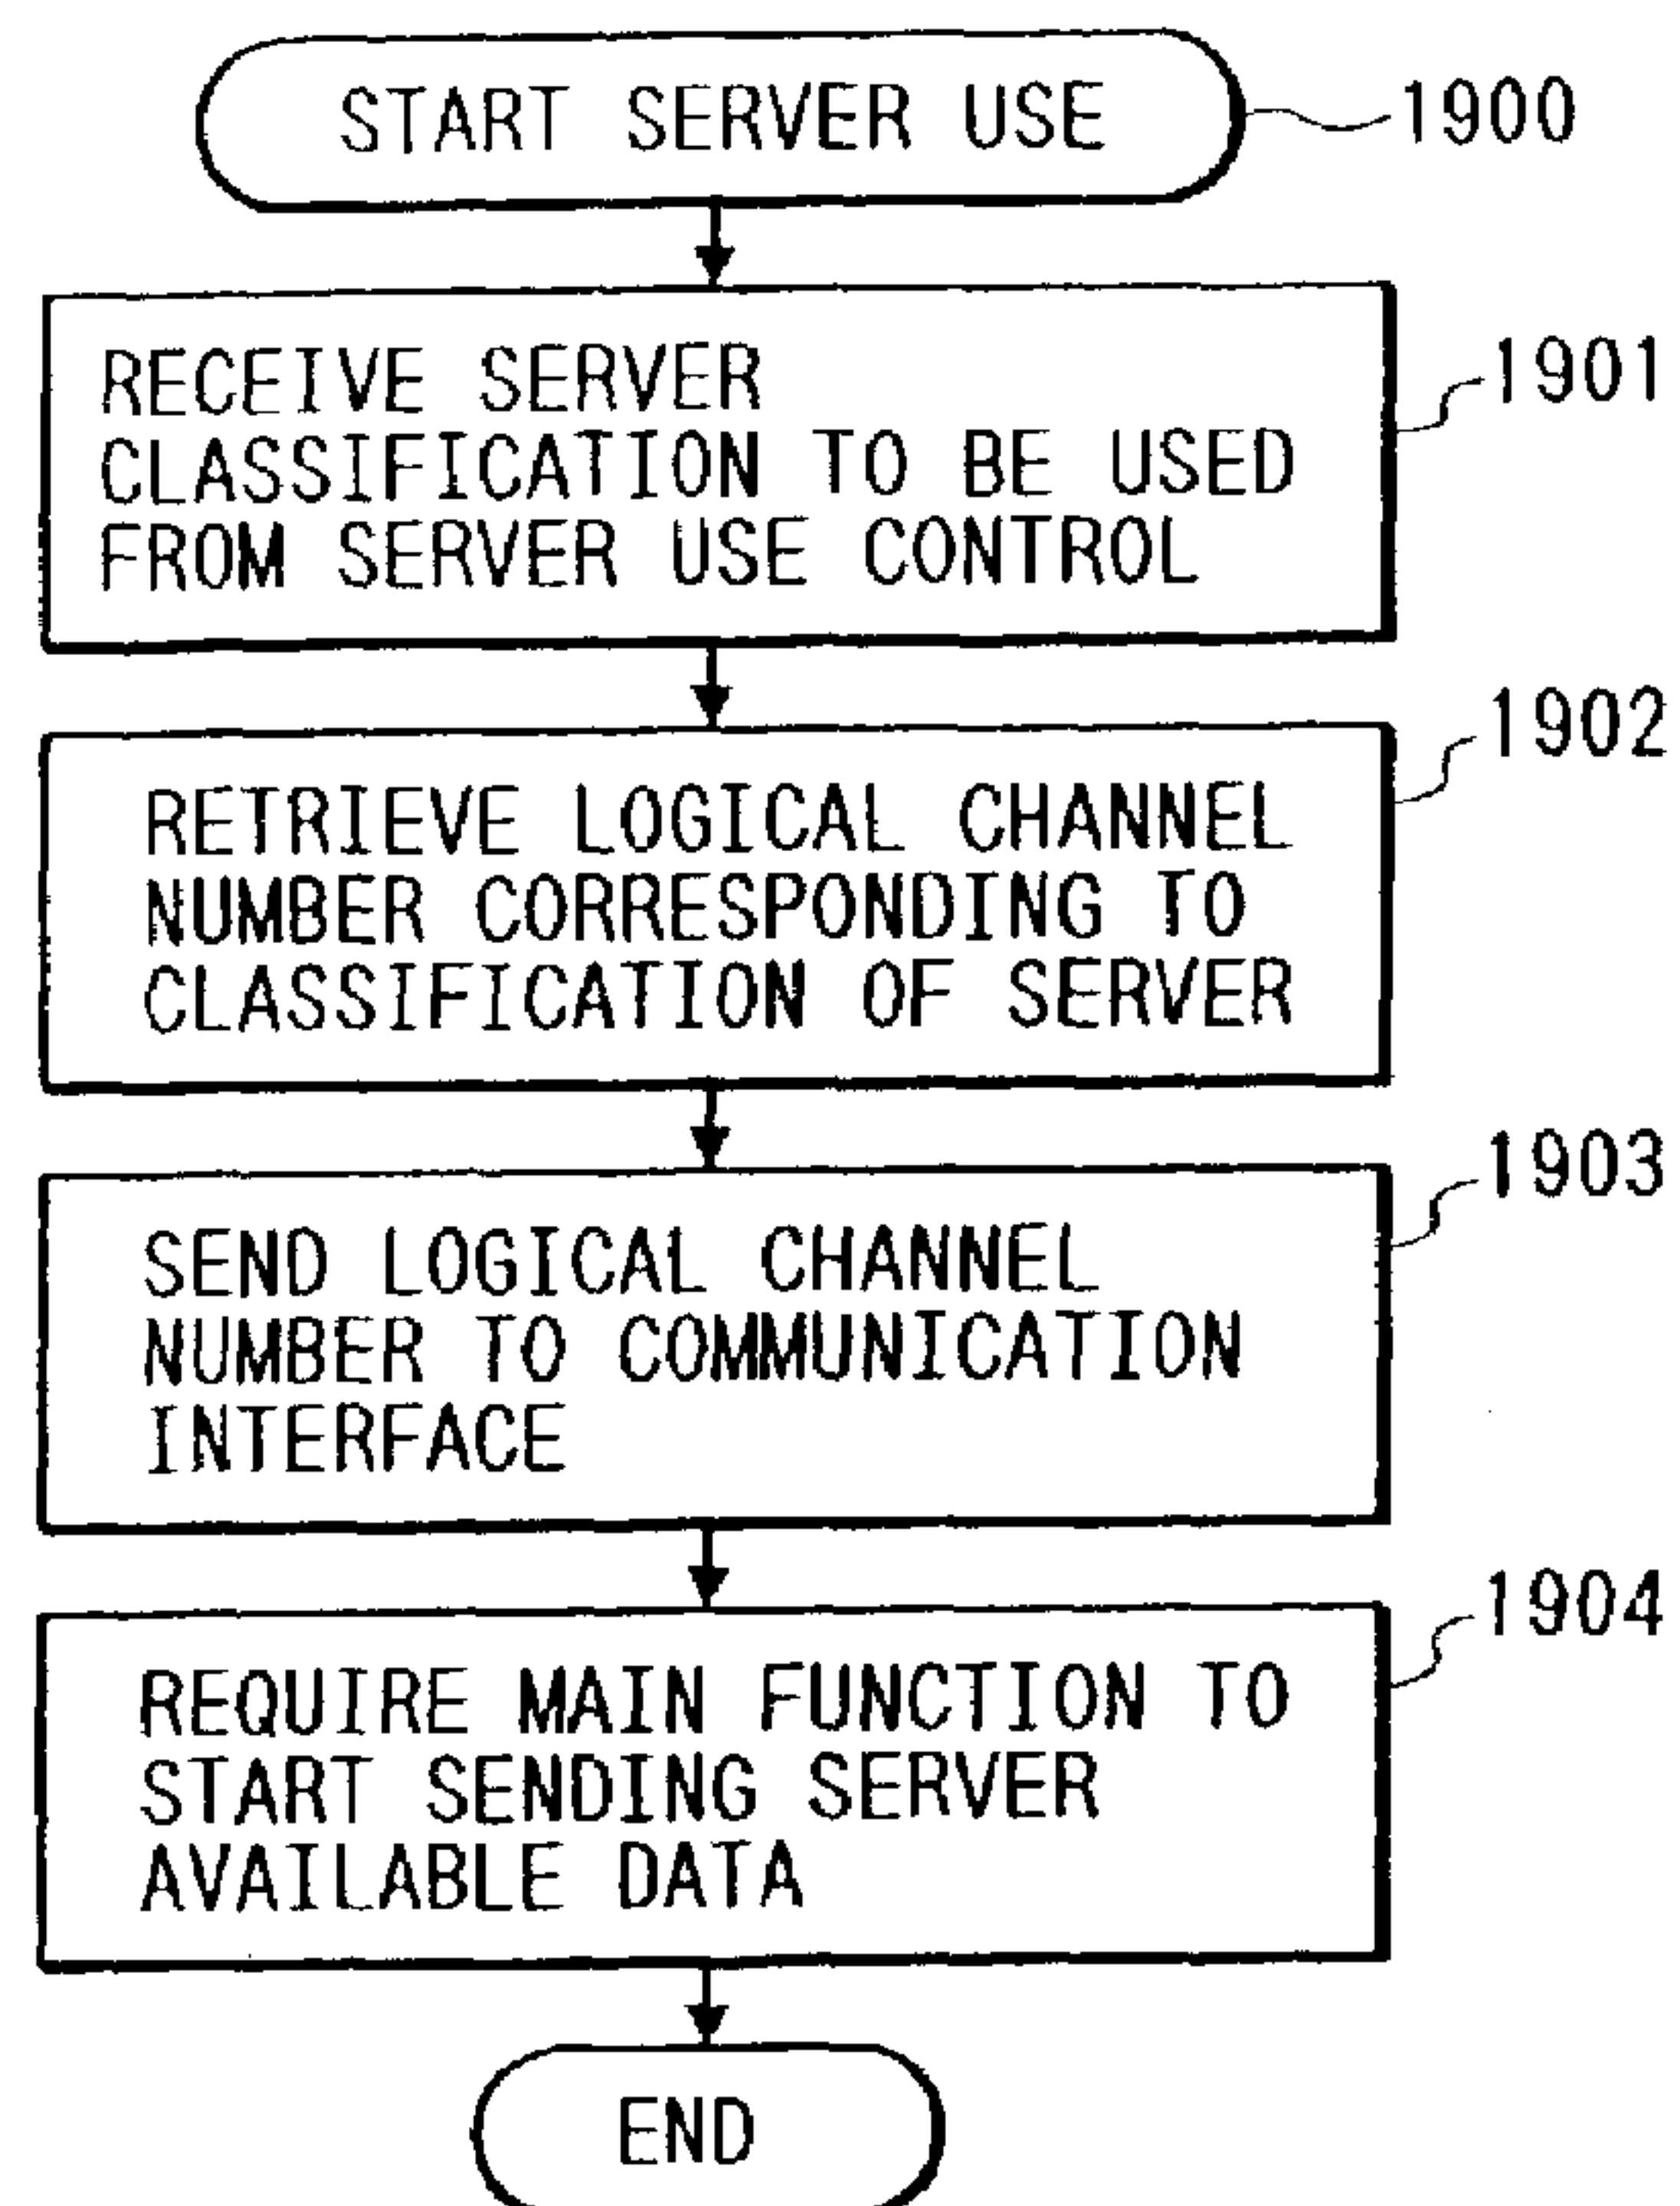 START SERVER USE
1900
RECEIVE SERVER
CLASSIFICATION TO BE USED
FROM SERVER USE CONTROL
1901
RETRIEVE LOGICAL CHANNEL
NUMBER CORRESPONDING TO
CLASSIFICATION OF SERVER
1902
SEND LOGICAL CHANNEL
NUMBER TO COMMUNICATION
INTERFACE
1903
REQUIRE MAIN FUNCTION TO
START SENDING SERVER
AVAILABLE DATA
1904
END